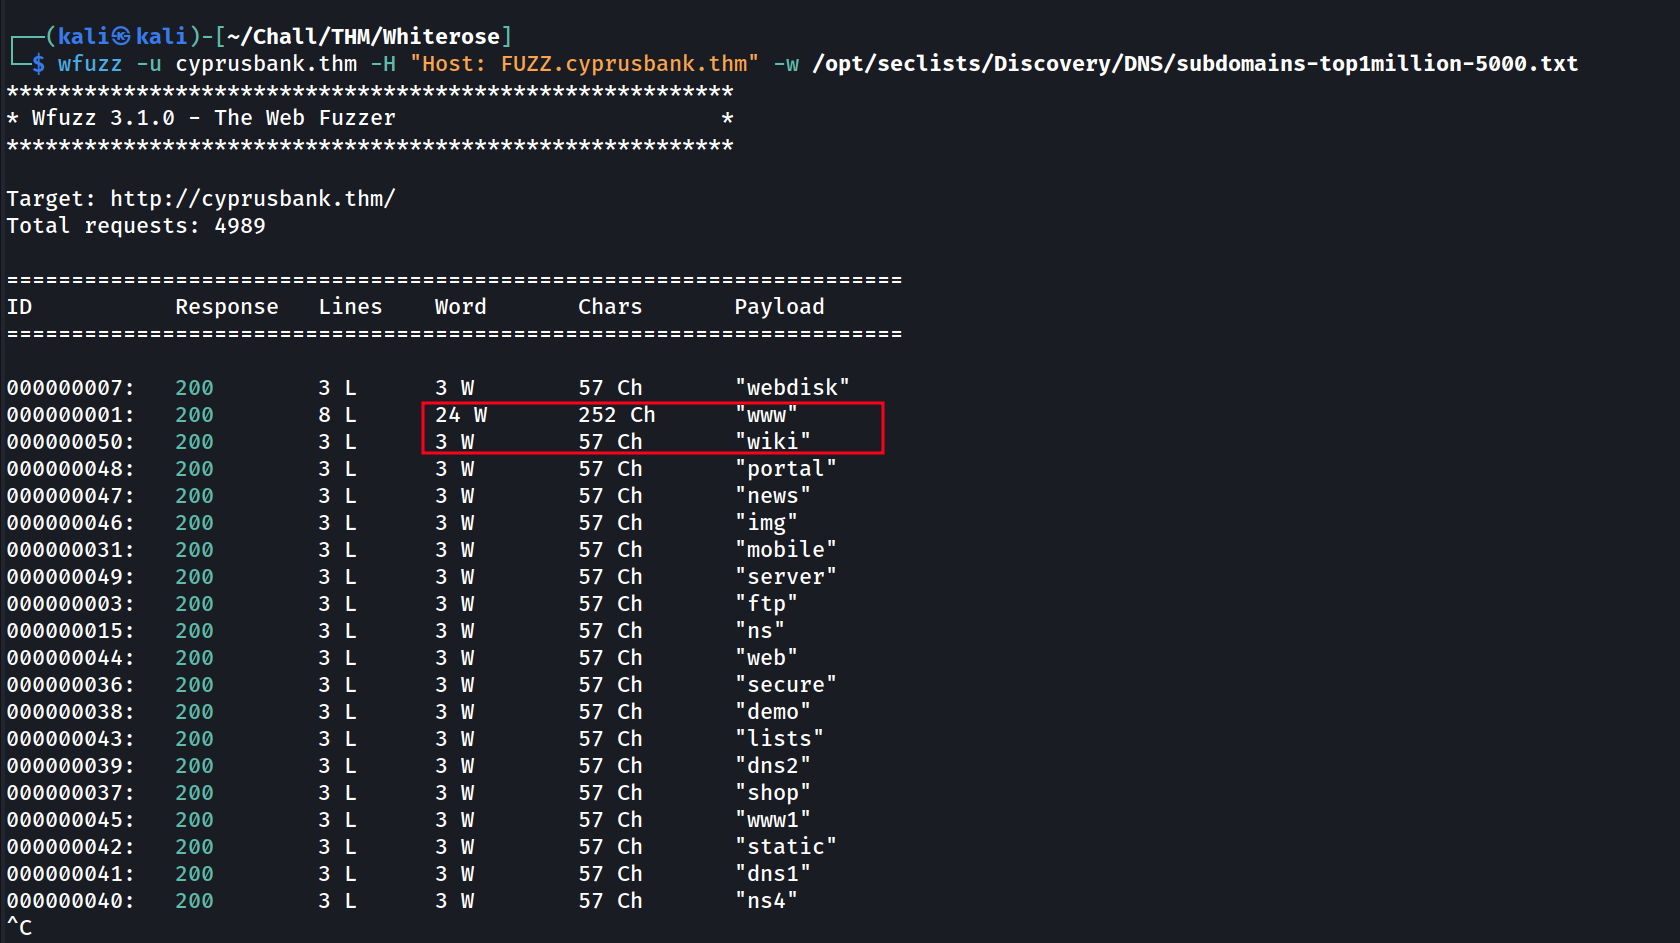 ┌──(kali㉿kali)-[~/Chall/THM/Whiterose]
└─$ wfuzz -u cyprusbank.thm -H "Host: FUZZ.cyprusbank.thm" -w /opt/seclists/Discovery/DNS/subdomains-top1million-5000.txt
********************************************************
* Wfuzz 3.1.0 - The Web Fuzzer                         *
********************************************************

Target: http://cyprusbank.thm/
Total requests: 4989

=====================================================================
ID           Response   Lines    Word       Chars       Payload
=====================================================================

000000007:   200        3 L      3 W        57 Ch       "webdisk"
000000001:   200        8 L      24 W       252 Ch      "www"
000000050:   200        3 L      3 W        57 Ch       "wiki"
000000048:   200        3 L      3 W        57 Ch       "portal"
000000047:   200        3 L      3 W        57 Ch       "news"
000000046:   200        3 L      3 W        57 Ch       "img"
000000031:   200        3 L      3 W        57 Ch       "mobile"
000000049:   200        3 L      3 W        57 Ch       "server"
000000003:   200        3 L      3 W        57 Ch       "ftp"
000000015:   200        3 L      3 W        57 Ch       "ns"
000000044:   200        3 L      3 W        57 Ch       "web"
000000036:   200        3 L      3 W        57 Ch       "secure"
000000038:   200        3 L      3 W        57 Ch       "demo"
000000043:   200        3 L      3 W        57 Ch       "lists"
000000039:   200        3 L      3 W        57 Ch       "dns2"
000000037:   200        3 L      3 W        57 Ch       "shop"
000000045:   200        3 L      3 W        57 Ch       "www1"
000000042:   200        3 L      3 W        57 Ch       "static"
000000041:   200        3 L      3 W        57 Ch       "dns1"
000000040:   200        3 L      3 W        57 Ch       "ns4"
^C